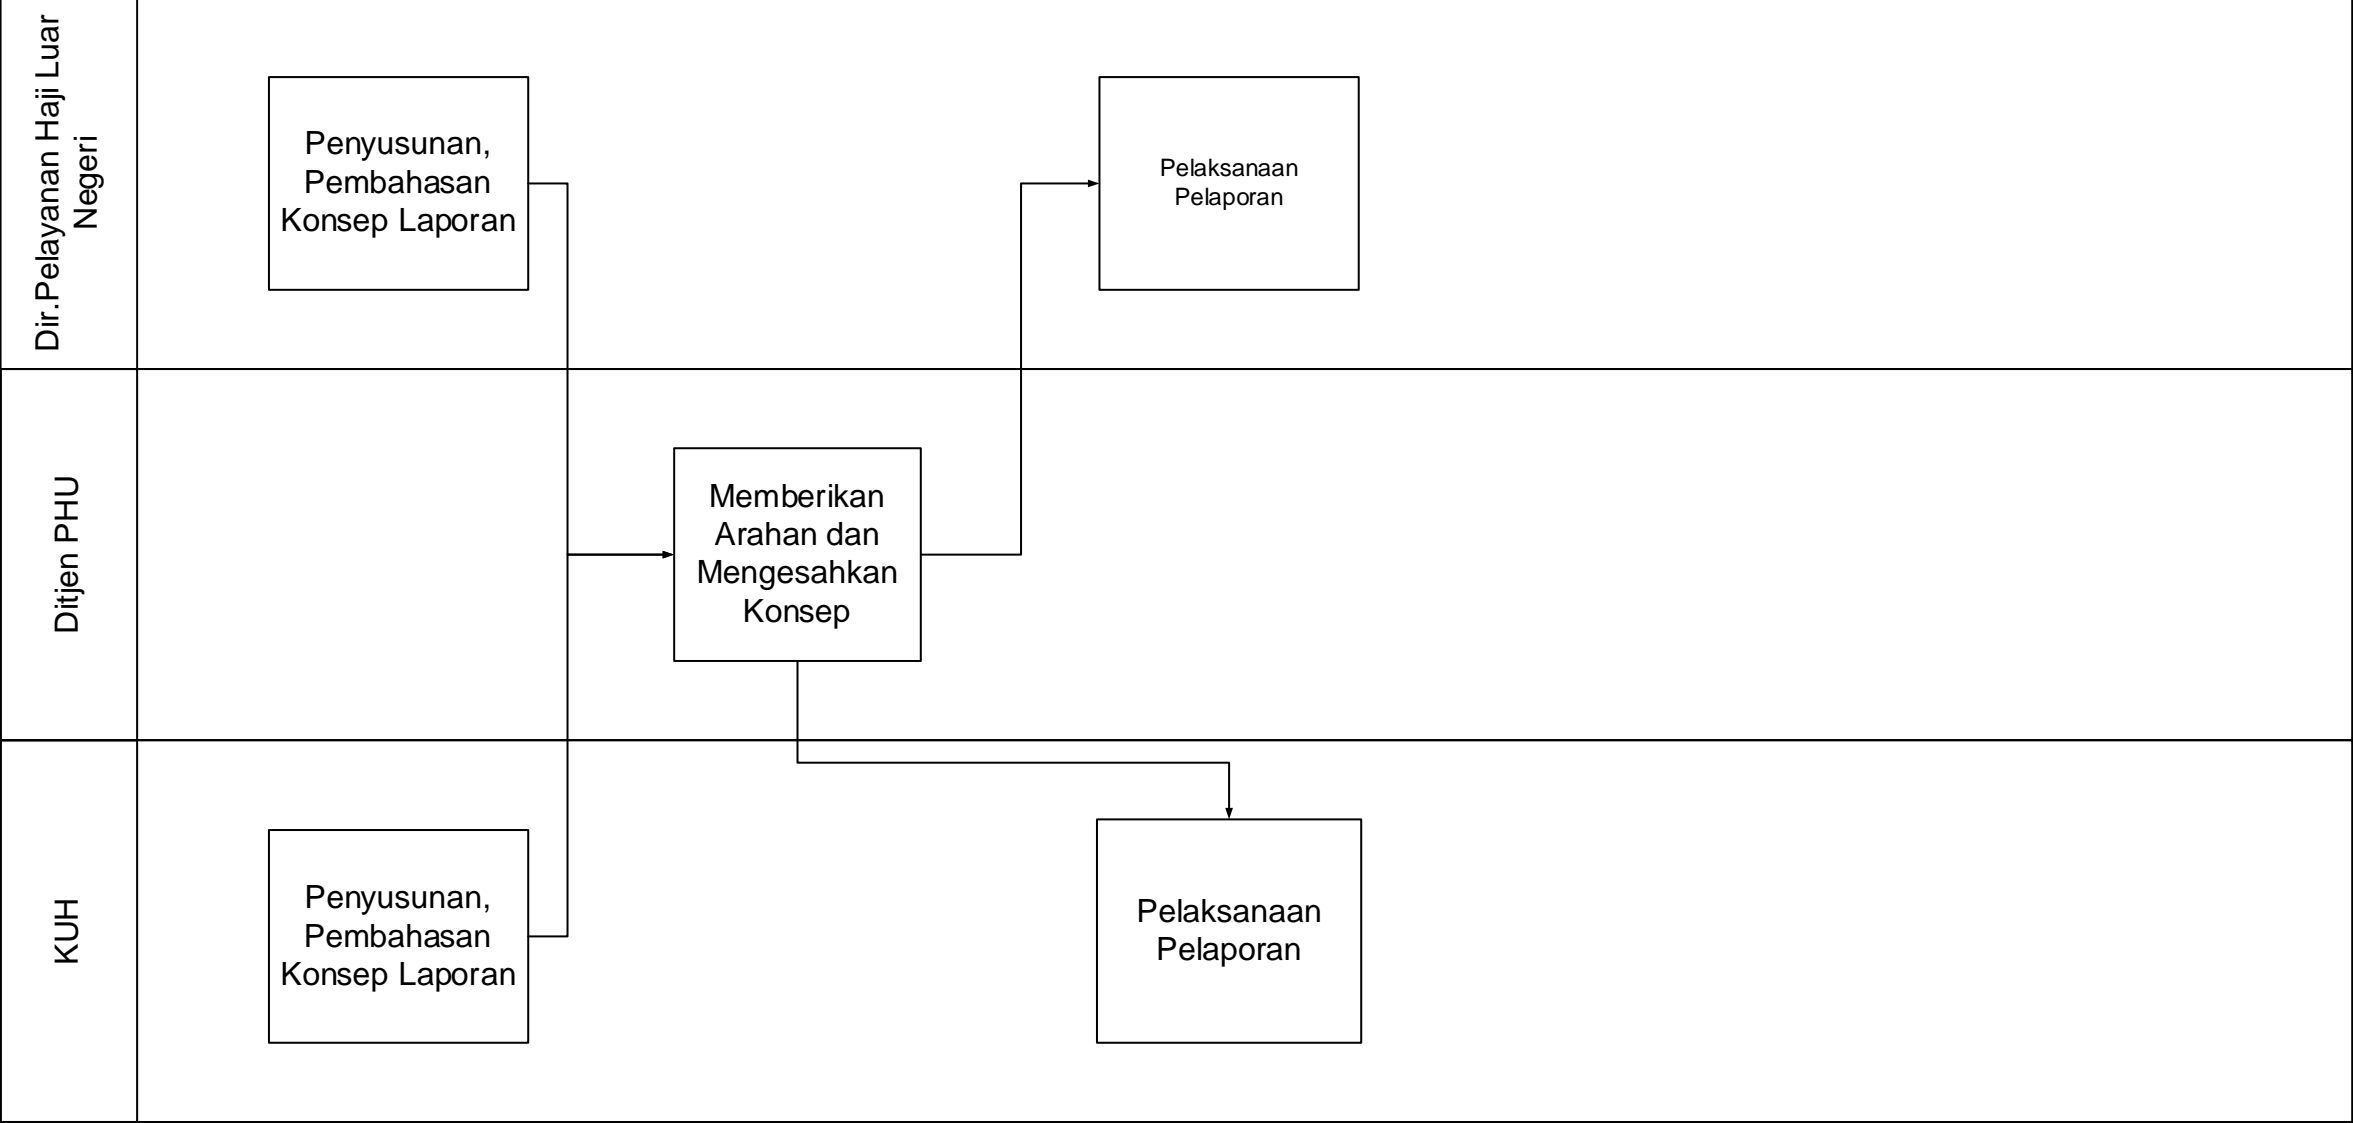 Dir.Pelayanan Haji Luar
Negeri
Penyusunan,
Pembahasan
Konsep Laporan
Pelaksanaan
Pelaporan
Ditjen PHU
Memberikan
Arahan dan
Mengesahkan
Konsep
KUH
Penyusunan,
Pembahasan
Konsep Laporan
Pelaksanaan
Pelaporan